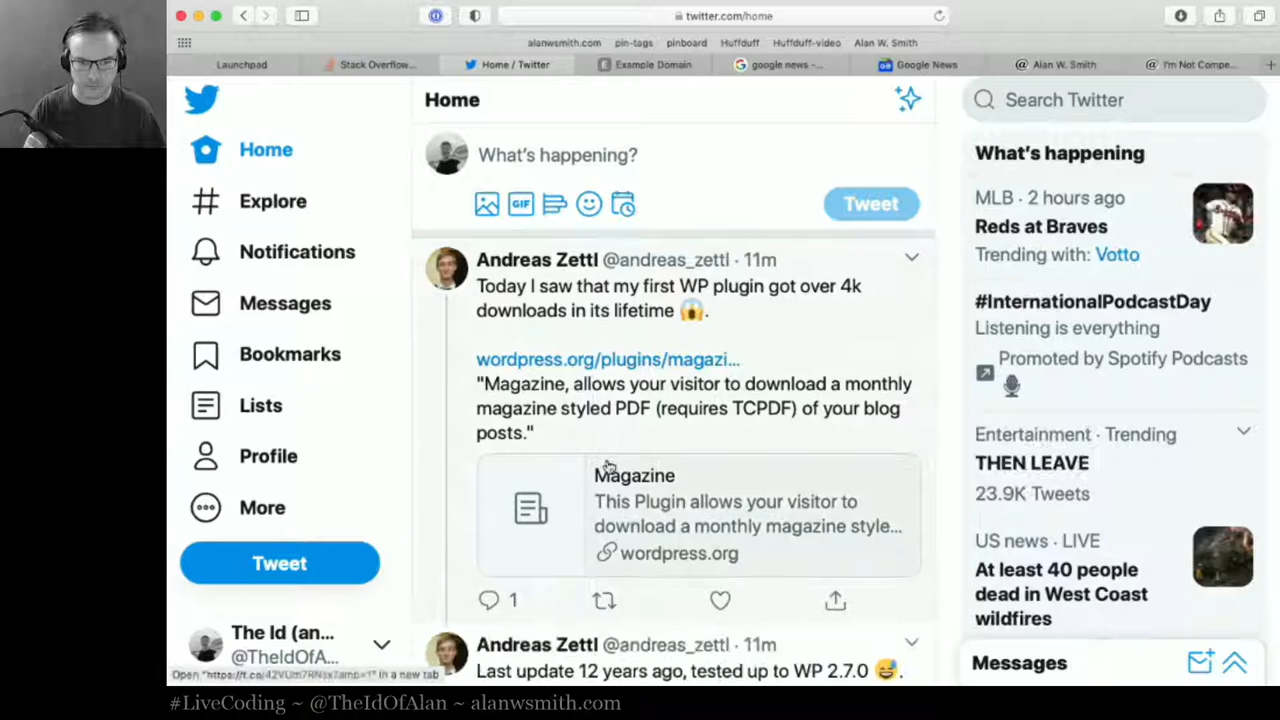 twitter.com/home
alanwsmith.com pin-tags pinboard Huffduff Huffduff-video Alan W. Smith
Launchpad
Stack Overflow...
Home / Twitter
Example Domain
google news -...
Google News
Alan W. Smith
I'm Not Compe...
Home
Explore
Notifications
Messages
Bookmarks
Lists
Profile
More
Tweet
The Id (an...
@TheIdOfA...
Home
What's happening?
GIF
Tweet
Andreas Zettl @andreas_zettl · 11m
Today I saw that my first WP plugin got over 4k
downloads in its lifetime 😱.
wordpress.org/plugins/magazi...
"Magazine, allows your visitor to download a monthly
magazine styled PDF (requires TCPDF) of your blog
posts."
Magazine
This Plugin allows your visitor to
download a monthly magazine style...
wordpress.org
1
Andreas Zettl @andreas_zettl · 11m
Last update 12 years ago, tested up to WP 2.7.0 😅.
Search Twitter
What's happening
MLB · 2 hours ago
Reds at Braves
Trending with: Votto
#InternationalPodcastDay
Listening is everything
Promoted by Spotify Podcasts
Entertainment · Trending
THEN LEAVE
23.9K Tweets
US news · LIVE
At least 40 people
dead in West Coast
wildfires
Messages
in a new tab
#LiveCoding ~ @TheIdOfAlan ~ alanwsmith.com